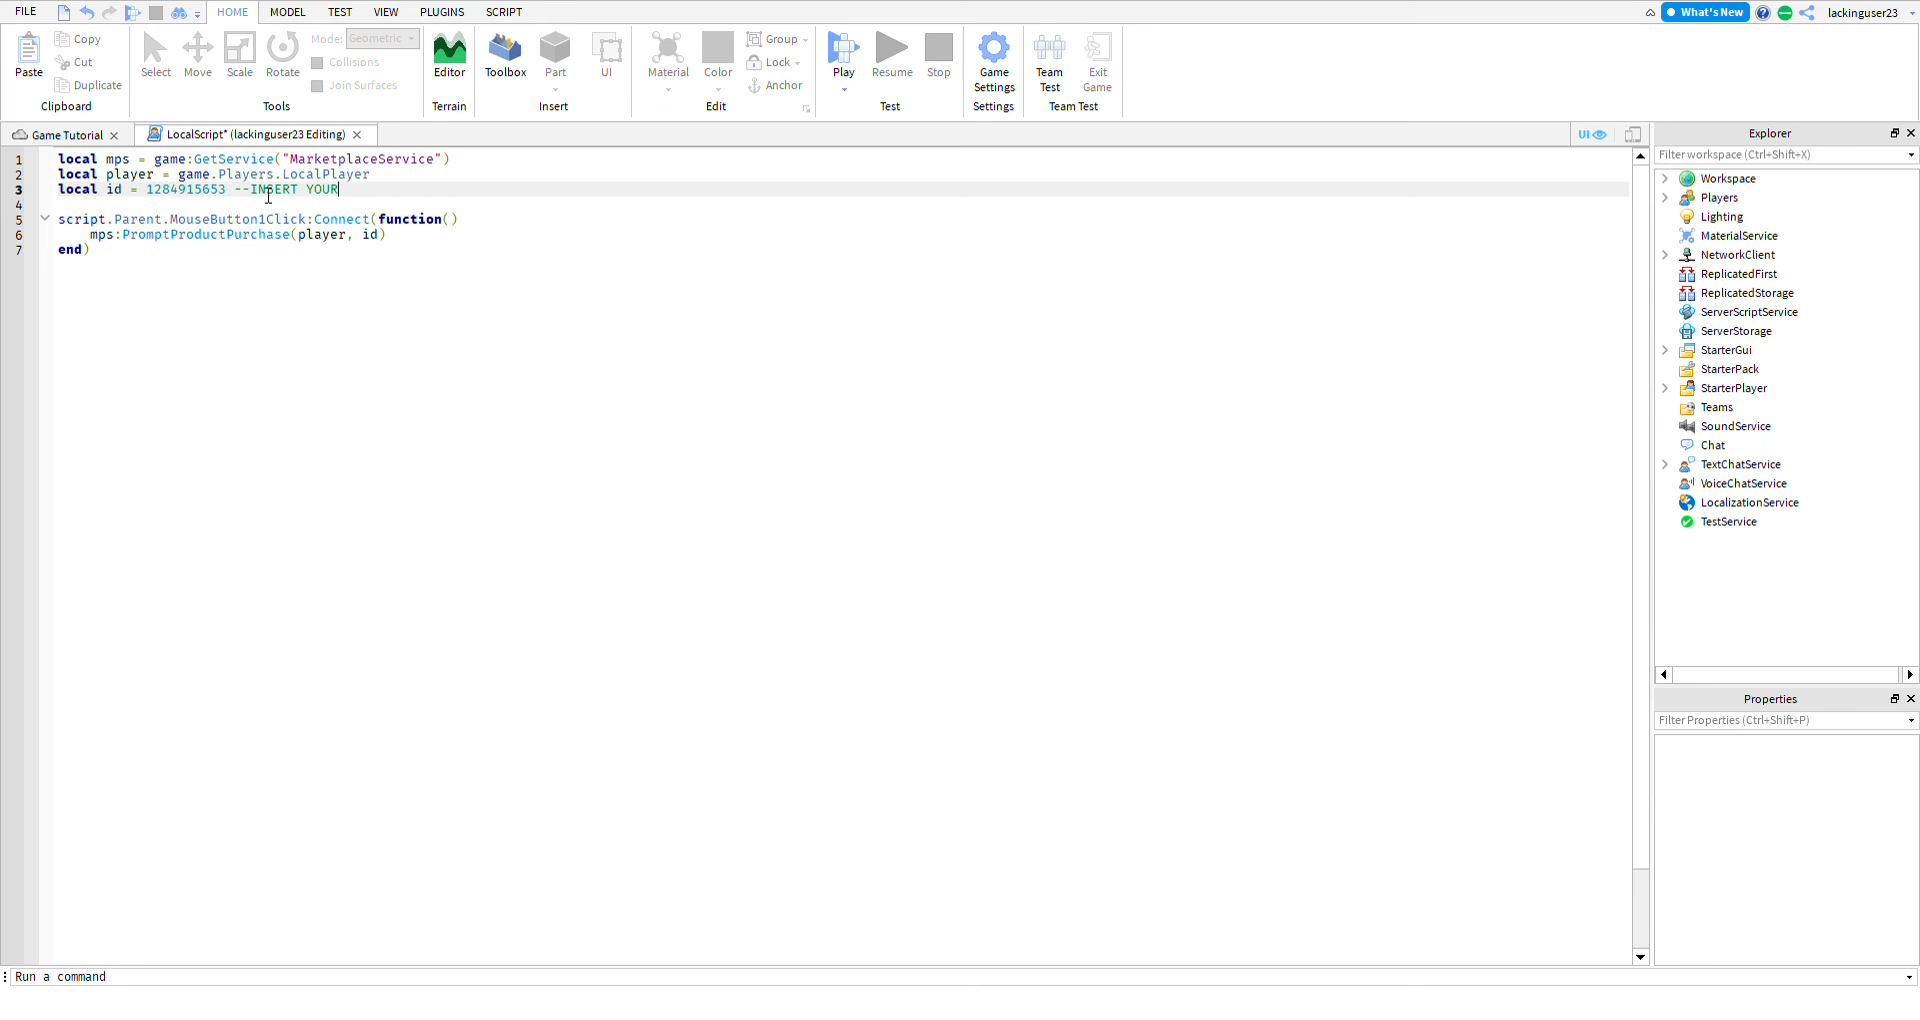 FILE HOME MODEL TEST VIEW PLUGINS SCRIPT What's New lackinguser23
Paste Copy Cut Duplicate Clipboard
Select Move Scale Rotate Mode: Geometric Collisions Join Surfaces Tools
Editor Terrain
Toolbox Part UI Insert
Material Color Group Lock Anchor Edit
Play Resume Stop Test
Game Settings Settings
Team Test Exit Game Team Test
Game Tutorial LocalScript* (lackinguser23 Editing) UI
1 local mps = game:GetService("MarketplaceService")
2 local player = game.Players.LocalPlayer
3 local id = 1284915653 --INSERT YOUR
4
5 script.Parent.MouseButton1Click:Connect(function()
6 mps:PromptProductPurchase(player, id)
7 end)
Explorer
Filter workspace (Ctrl+Shift+X)
Workspace
Players
Lighting
MaterialService
NetworkClient
ReplicatedFirst
ReplicatedStorage
ServerScriptService
ServerStorage
StarterGui
StarterPack
StarterPlayer
Teams
SoundService
Chat
TextChatService
VoiceChatService
LocalizationService
TestService
Properties
Filter Properties (Ctrl+Shift+P)
Run a command